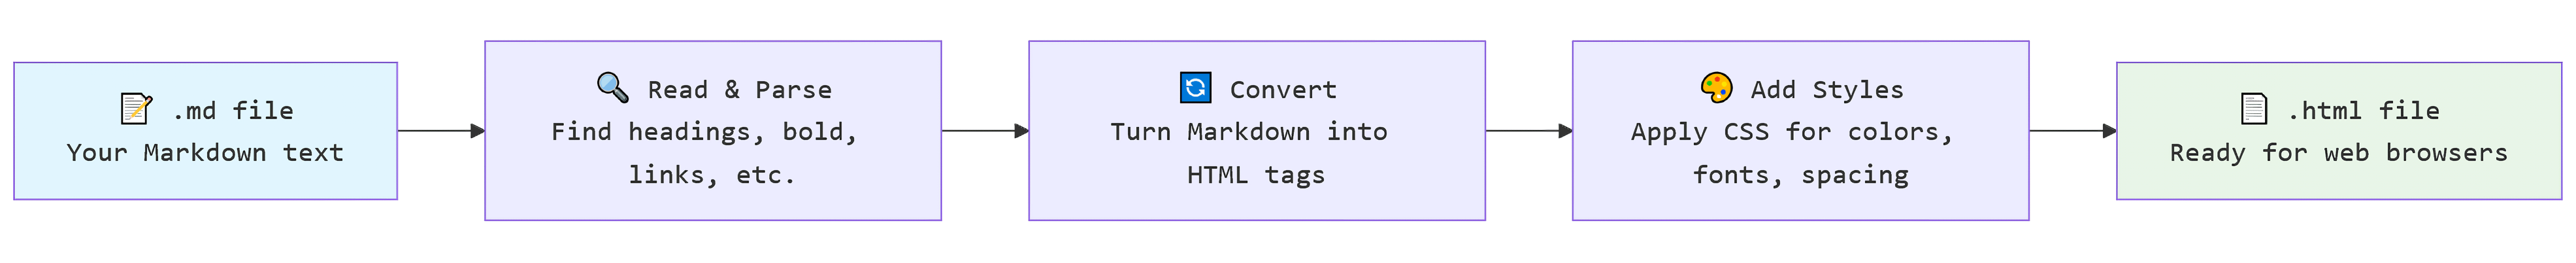 📝 .md file
Your Markdown text
🔍 Read & Parse
Find headings, bold,
links, etc.
🔄 Convert
Turn Markdown into
HTML tags
🎨 Add Styles
Apply CSS for colors,
fonts, spacing
📄 .html file
Ready for web browsers